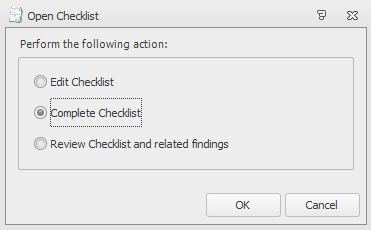 Open Checklist
Perform the following action:
Edit Checklist
Complete Checklist
Review Checklist and related findings
OK Cancel